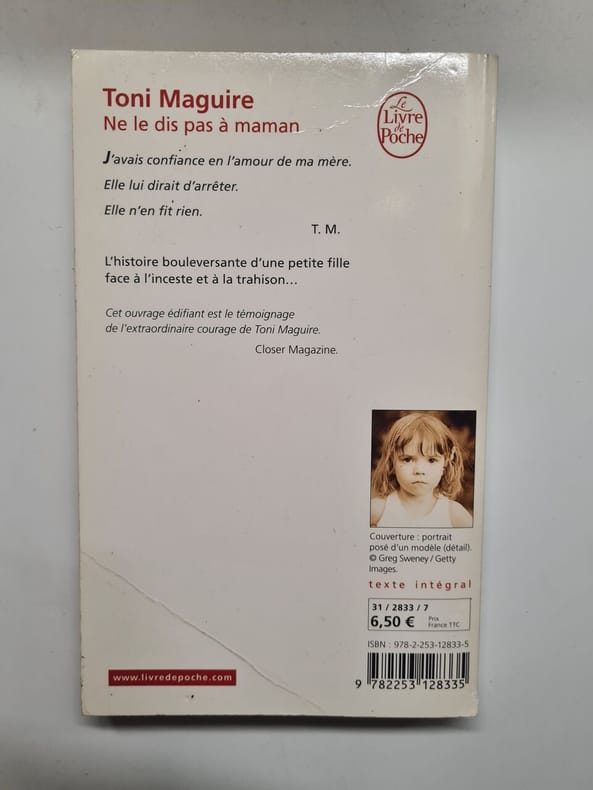 Toni Maguire
Ne le dis pas à maman
Le
Livre
de
Poche
J'avais confiance en l'amour de ma mère.
Elle lui dirait d'arrêter.
Elle n'en fit rien.
T. M.
L'histoire bouleversante d'une petite fille
face à l'inceste et à la trahison…
Cet ouvrage édifiant est le témoignage
de l'extraordinaire courage de Toni Maguire.
Closer Magazine.
Couverture : portrait
posé d'un modèle (détail).
© Greg Sweney / Getty
Images.
texte intégral
31 / 2833 / 7
6,50 € Prix
France TTC
ISBN : 978-2-253-12833-5
www.livredepoche.com
9 782253 128335